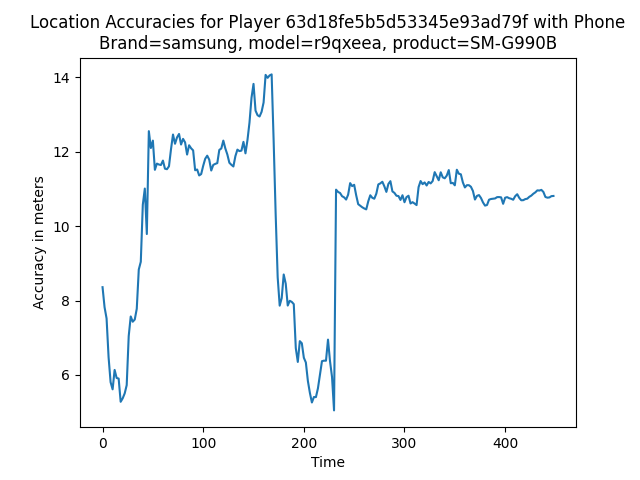 Location Accuracies for Player 63d18fe5b5d53345e93ad79f with Phone
Brand=samsung, model=r9qxeea, product=SM-G990B
14
12
10
8
6
Accuracy in meters
0 100 200 300 400
Time